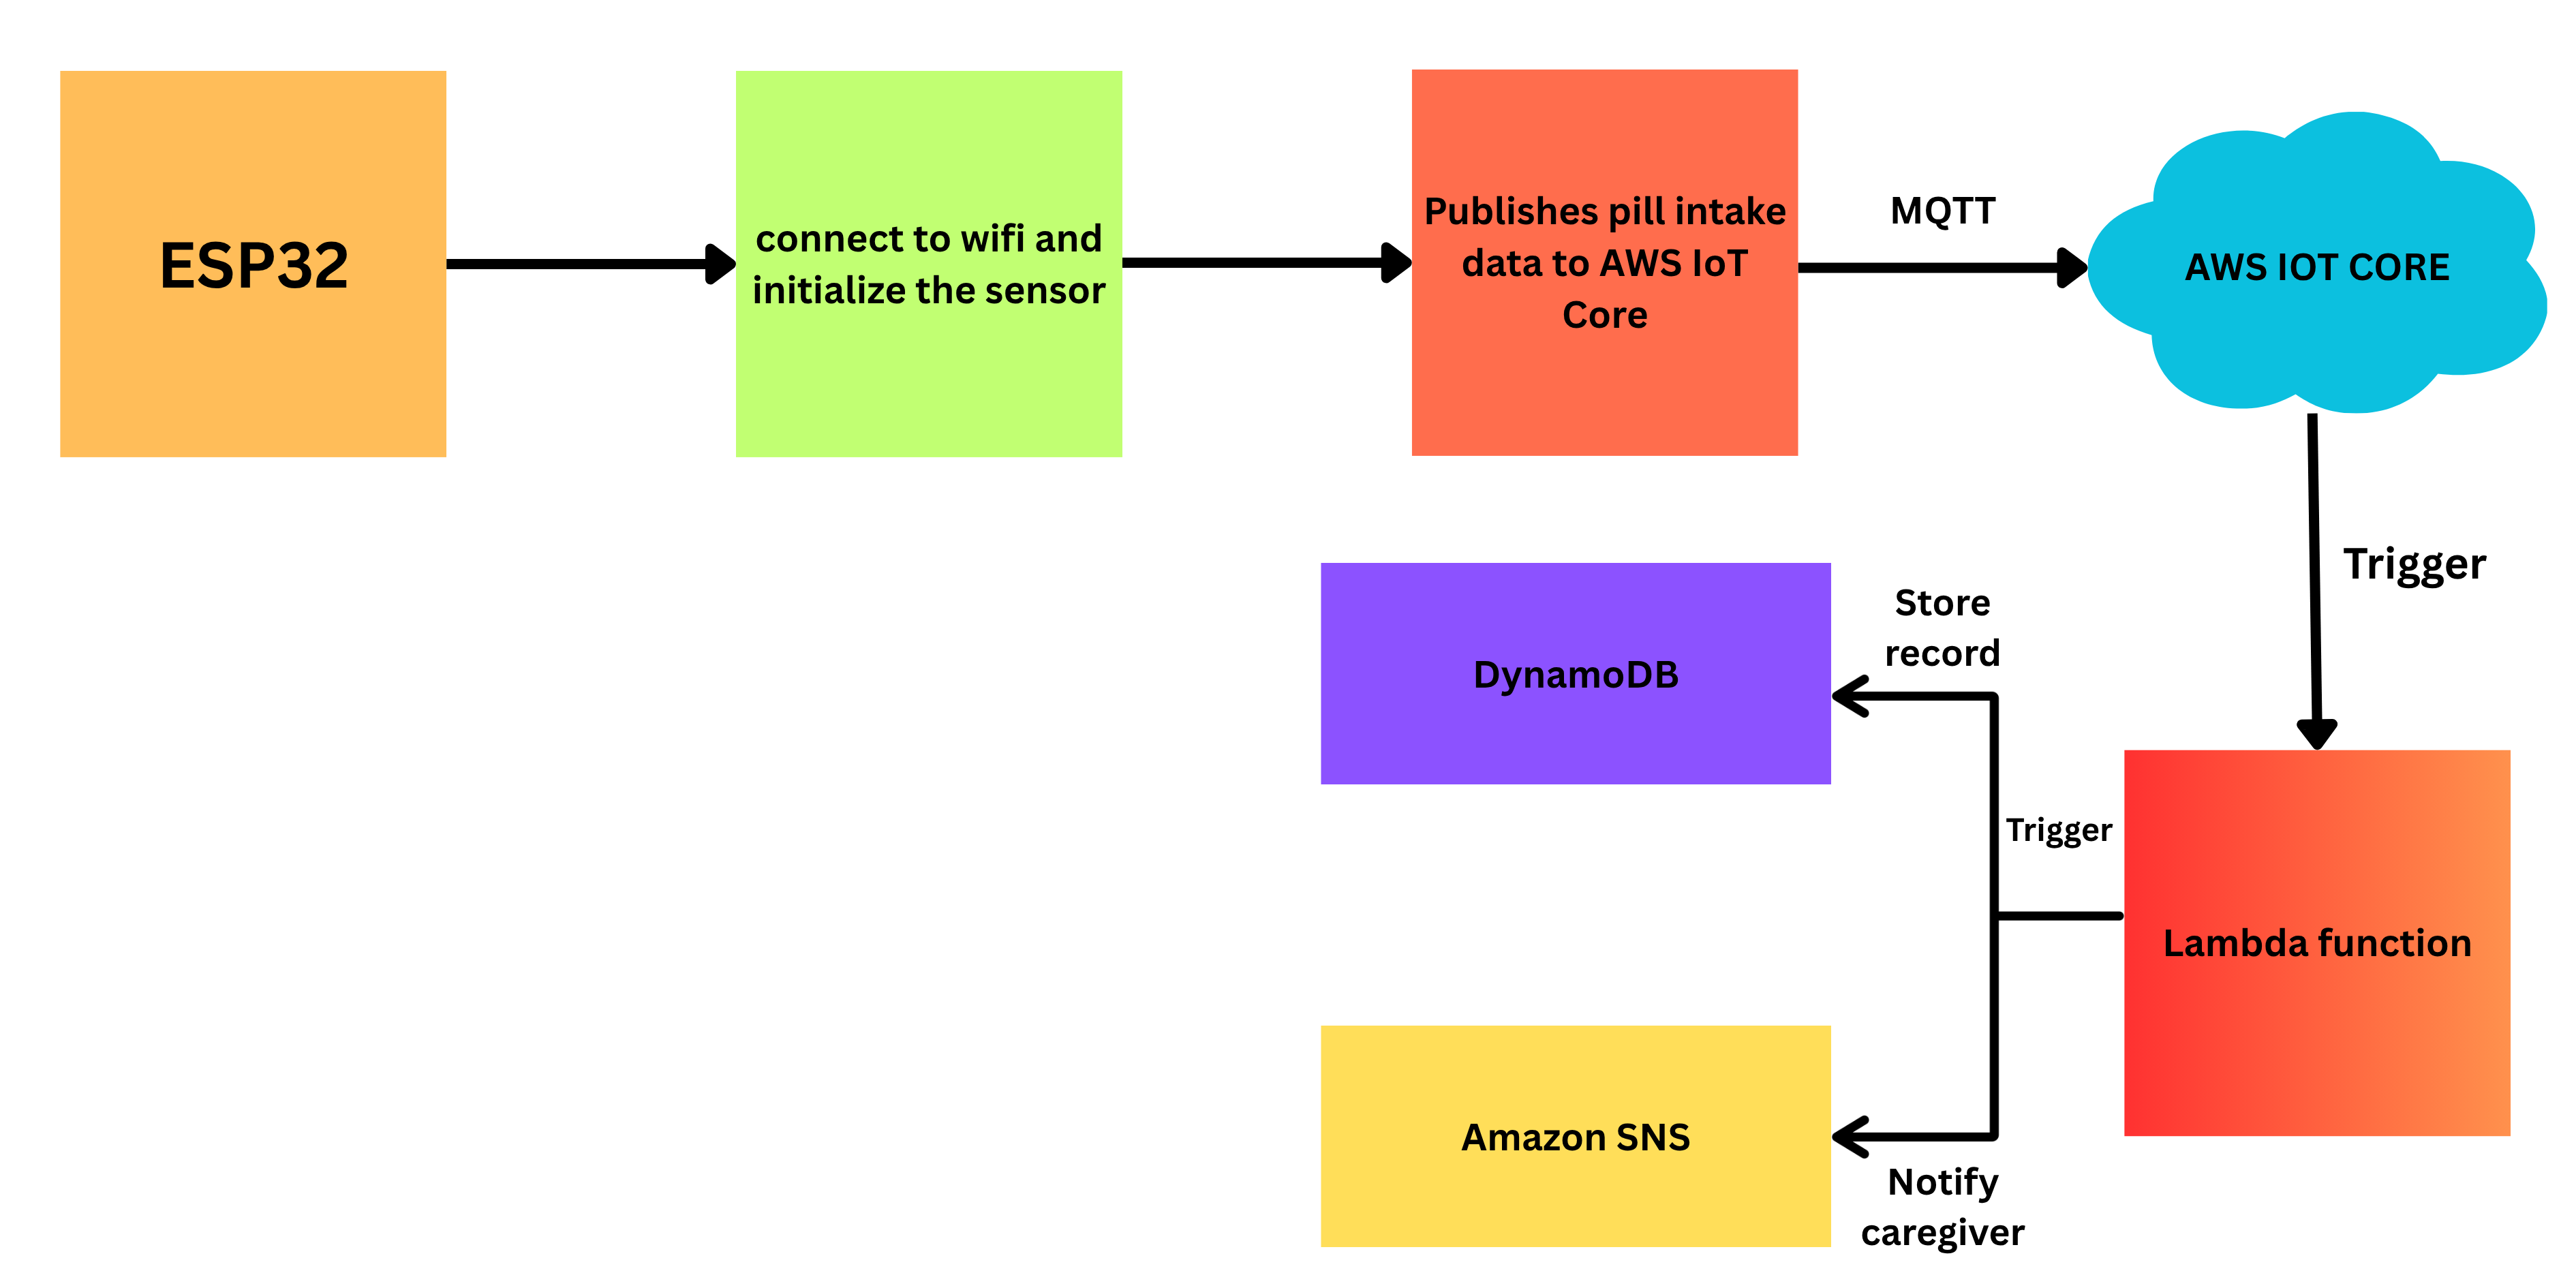 ESP32
connect to wifi and
initialize the sensor
Publishes pill intake
data to AWS IoT
Core
MQTT
AWS IOT CORE
Trigger
Store
record
DynamoDB
Trigger
Lambda function
Amazon SNS
Notify
caregiver